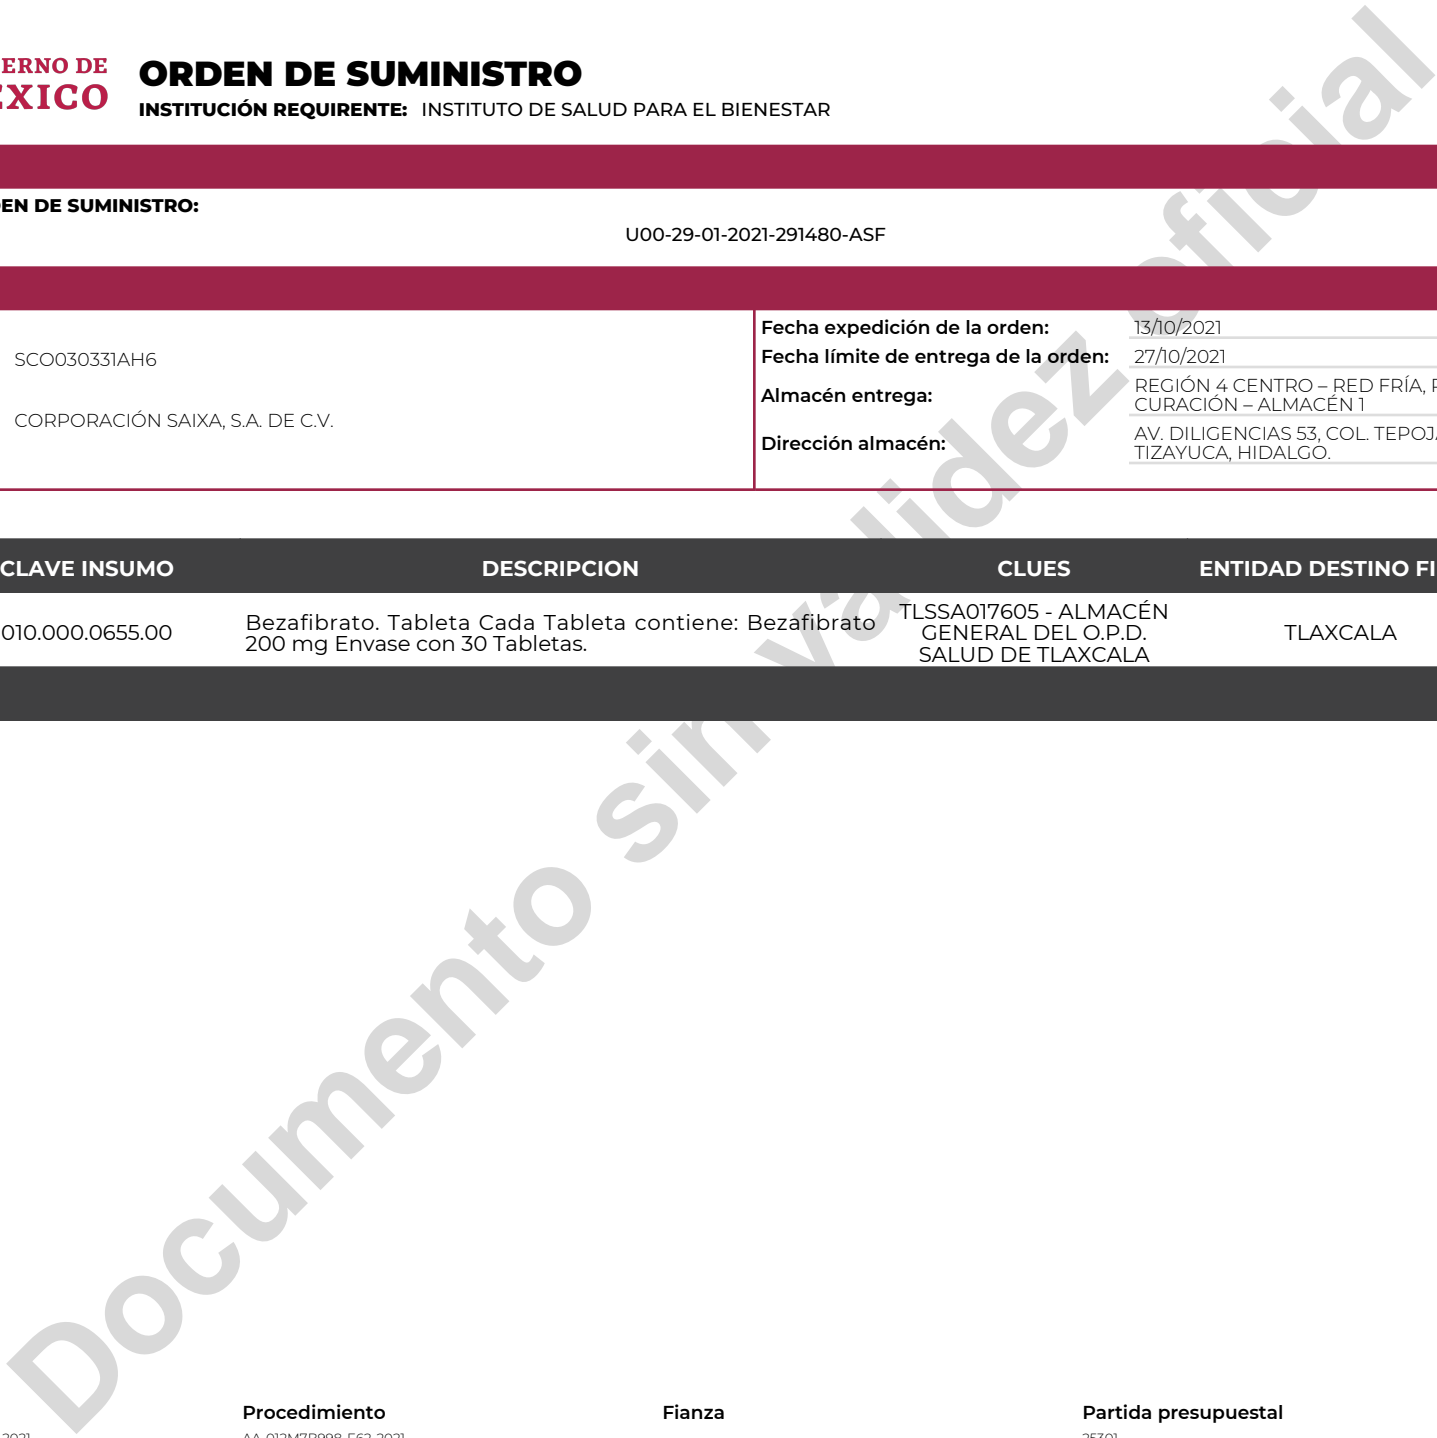 ERNO DE
ÉXICO
ORDEN DE SUMINISTRO
INSTITUCIÓN REQUIRENTE: INSTITUTO DE SALUD PARA EL BIENESTAR
EN DE SUMINISTRO:
U00-29-01-2021-291480-ASF
SCO030331AH6
CORPORACIÓN SAIXA, S.A. DE C.V.
Fecha expedición de la orden: 13/10/2021
Fecha límite de entrega de la orden: 27/10/2021
Almacén entrega: REGIÓN 4 CENTRO – RED FRÍA,
CURACIÓN – ALMACÉN 1
Dirección almacén: AV. DILIGENCIAS 53, COL. TEPOJA
TIZAYUCA, HIDALGO.
CLAVE INSUMO DESCRIPCION CLUES ENTIDAD DESTINO FI
010.000.0655.00
Bezafibrato. Tableta Cada Tableta contiene: Bezafibrato
200 mg Envase con 30 Tabletas.
TLSSA017605 - ALMACÉN
GENERAL DEL O.P.D.
SALUD DE TLAXCALA
TLAXCALA
Documento sin validez oficial
Procedimiento Fianza Partida presupuestal